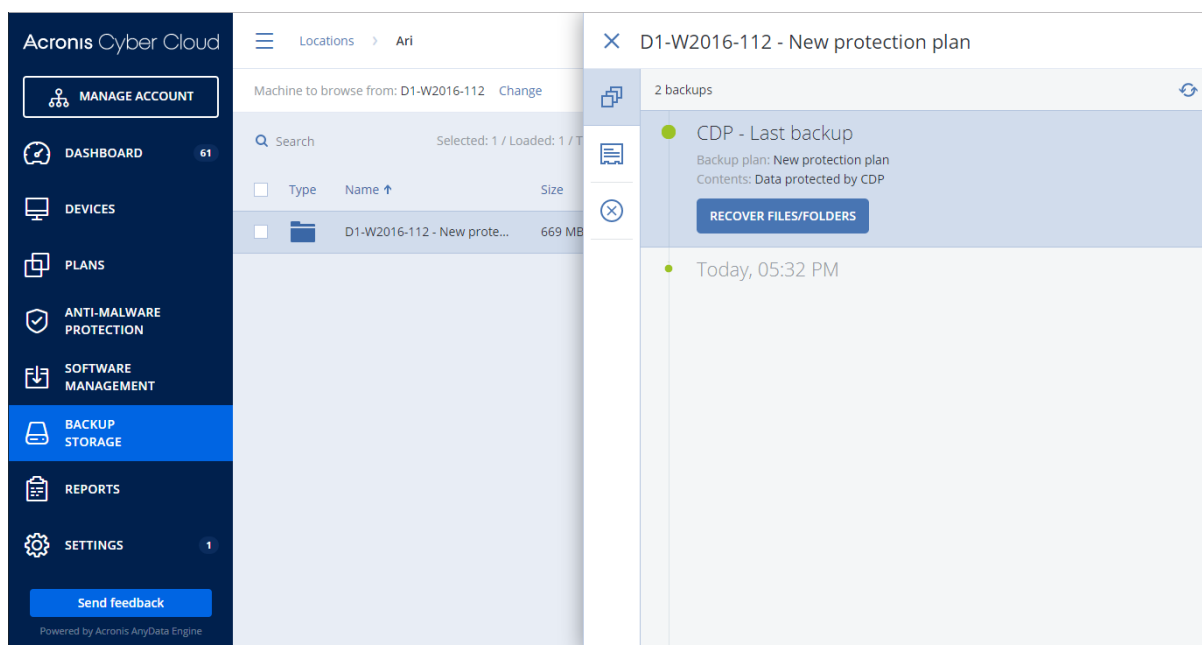 Acronis Cyber Cloud
MANAGE ACCOUNT
DASHBOARD 61
DEVICES
PLANS
ANTI-MALWARE
PROTECTION
SOFTWARE
MANAGEMENT
BACKUP
STORAGE
REPORTS
SETTINGS 1
Send feedback
Powered by Acronis AnyData Engine
Locations > Ari
Machine to browse from: D1-W2016-112 Change
Search Selected: 1 / Loaded: 1 / T
Type Name ↑ Size
D1-W2016-112 - New prote... 669 MB
D1-W2016-112 - New protection plan
2 backups
CDP - Last backup
Backup plan: New protection plan
Contents: Data protected by CDP
RECOVER FILES/FOLDERS
Today, 05:32 PM